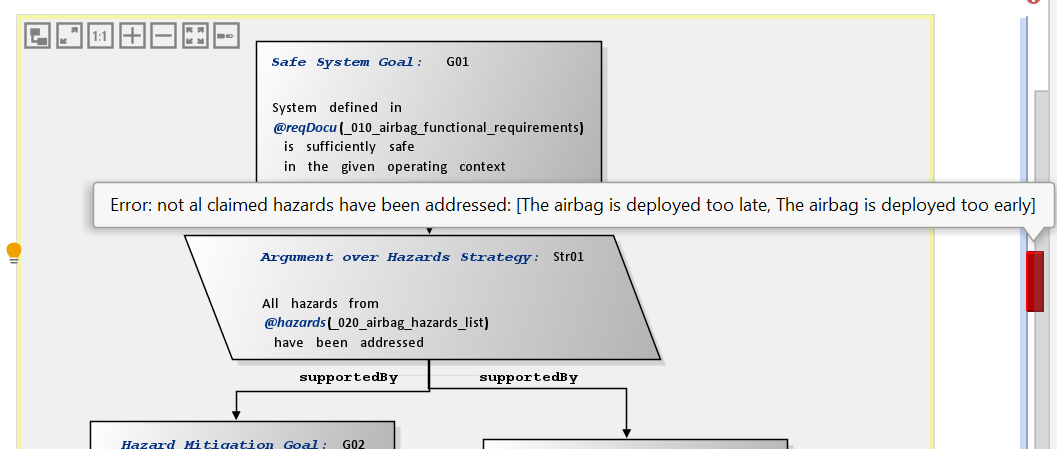 1:1
Safe System Goal: G01
System defined in
@reqDocu(_010_airbag_functional_requirements)
is sufficiently safe
in the given operating context
Error: not al claimed hazards have been addressed: [The airbag is deployed too late, The airbag is deployed too early]
Argument over Hazards Strategy: Str01
All hazards from
@hazards(_020_airbag_hazards_list)
have been addressed
supportedBy supportedBy
Hazard Mitigation Goal: G02